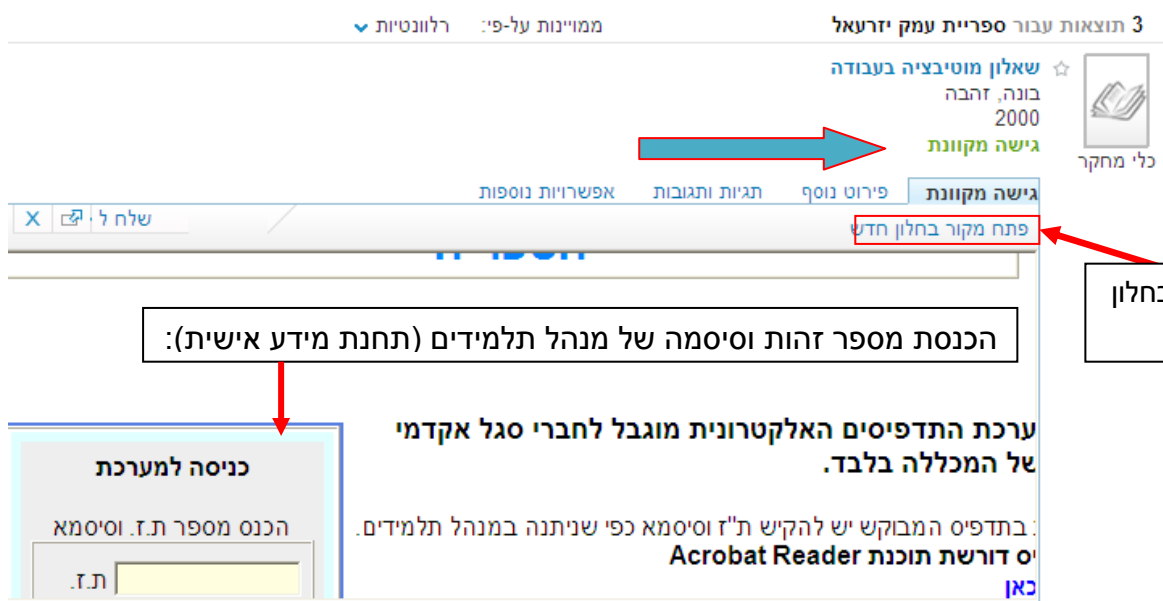 3 תוצאות עבור ספריית עמק יזרעאל
ממויינות על-פי: רלוונטיות
שאלון מוטיבציה בעבודה
בונה, זהבה
2000
גישה מקוונת
כלי מחקר
גישה מקוונת פירוט נוסף תגיות ותגובות אפשרויות נוספות
פתח מקור בחלון חדש
שלח ל X
בחלון
הכנסת מספר זהות וסיסמה של מנהל תלמידים (תחנת מידע אישית):
ערכת התדפיסים האלקטרונית מוגבל לחברי סגל אקדמי
של המכללה בלבד.
בתדפיס המבוקש יש להקיש ת"ז וסיסמא כפי שניתנה במנהל תלמידים.
יס דורשת תוכנת Acrobat Reader
כאן
כניסה למערכת
הכנס מספר ת.ז. וסיסמא
ת.ז.